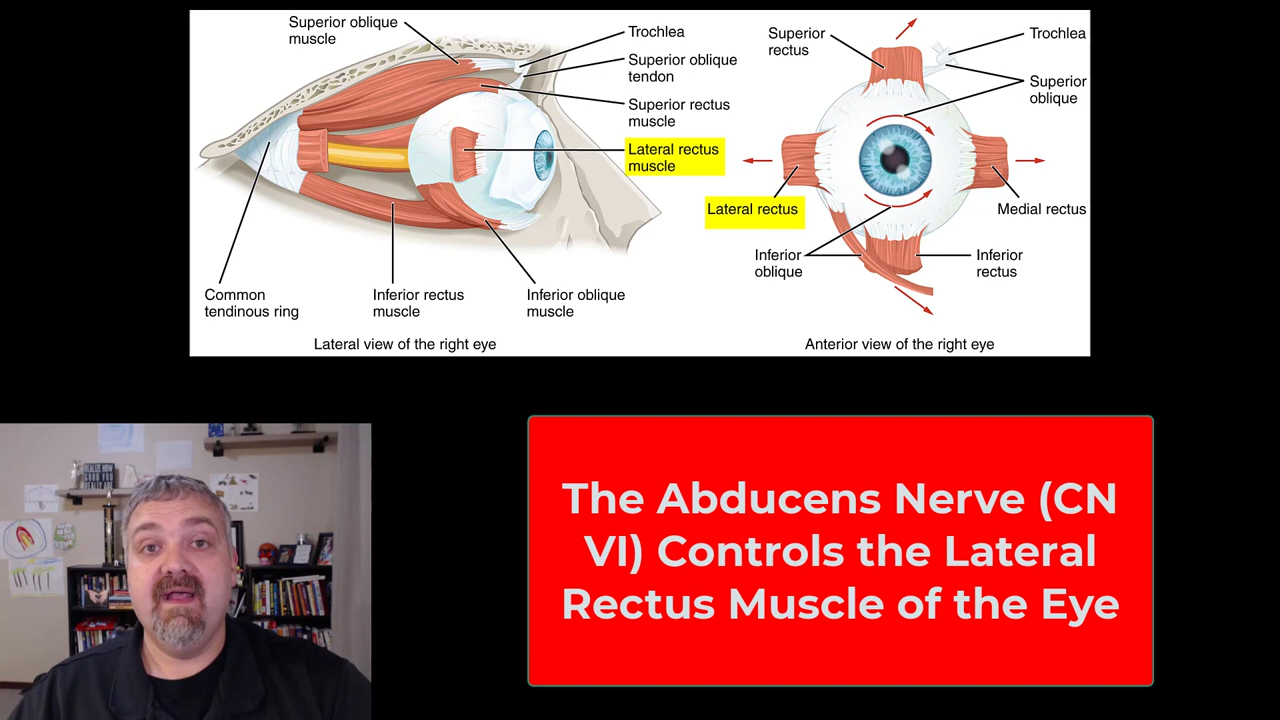 Superior oblique
muscle
Trochlea
Superior oblique
tendon
Superior rectus
muscle
Lateral rectus
muscle
Common
tendinous ring
Inferior rectus
muscle
Inferior oblique
muscle
Lateral view of the right eye
Superior
rectus
Trochlea
Superior
oblique
Lateral rectus
Medial rectus
Inferior
oblique
Inferior
rectus
Anterior view of the right eye
The Abducens Nerve (CN
VI) Controls the Lateral
Rectus Muscle of the Eye